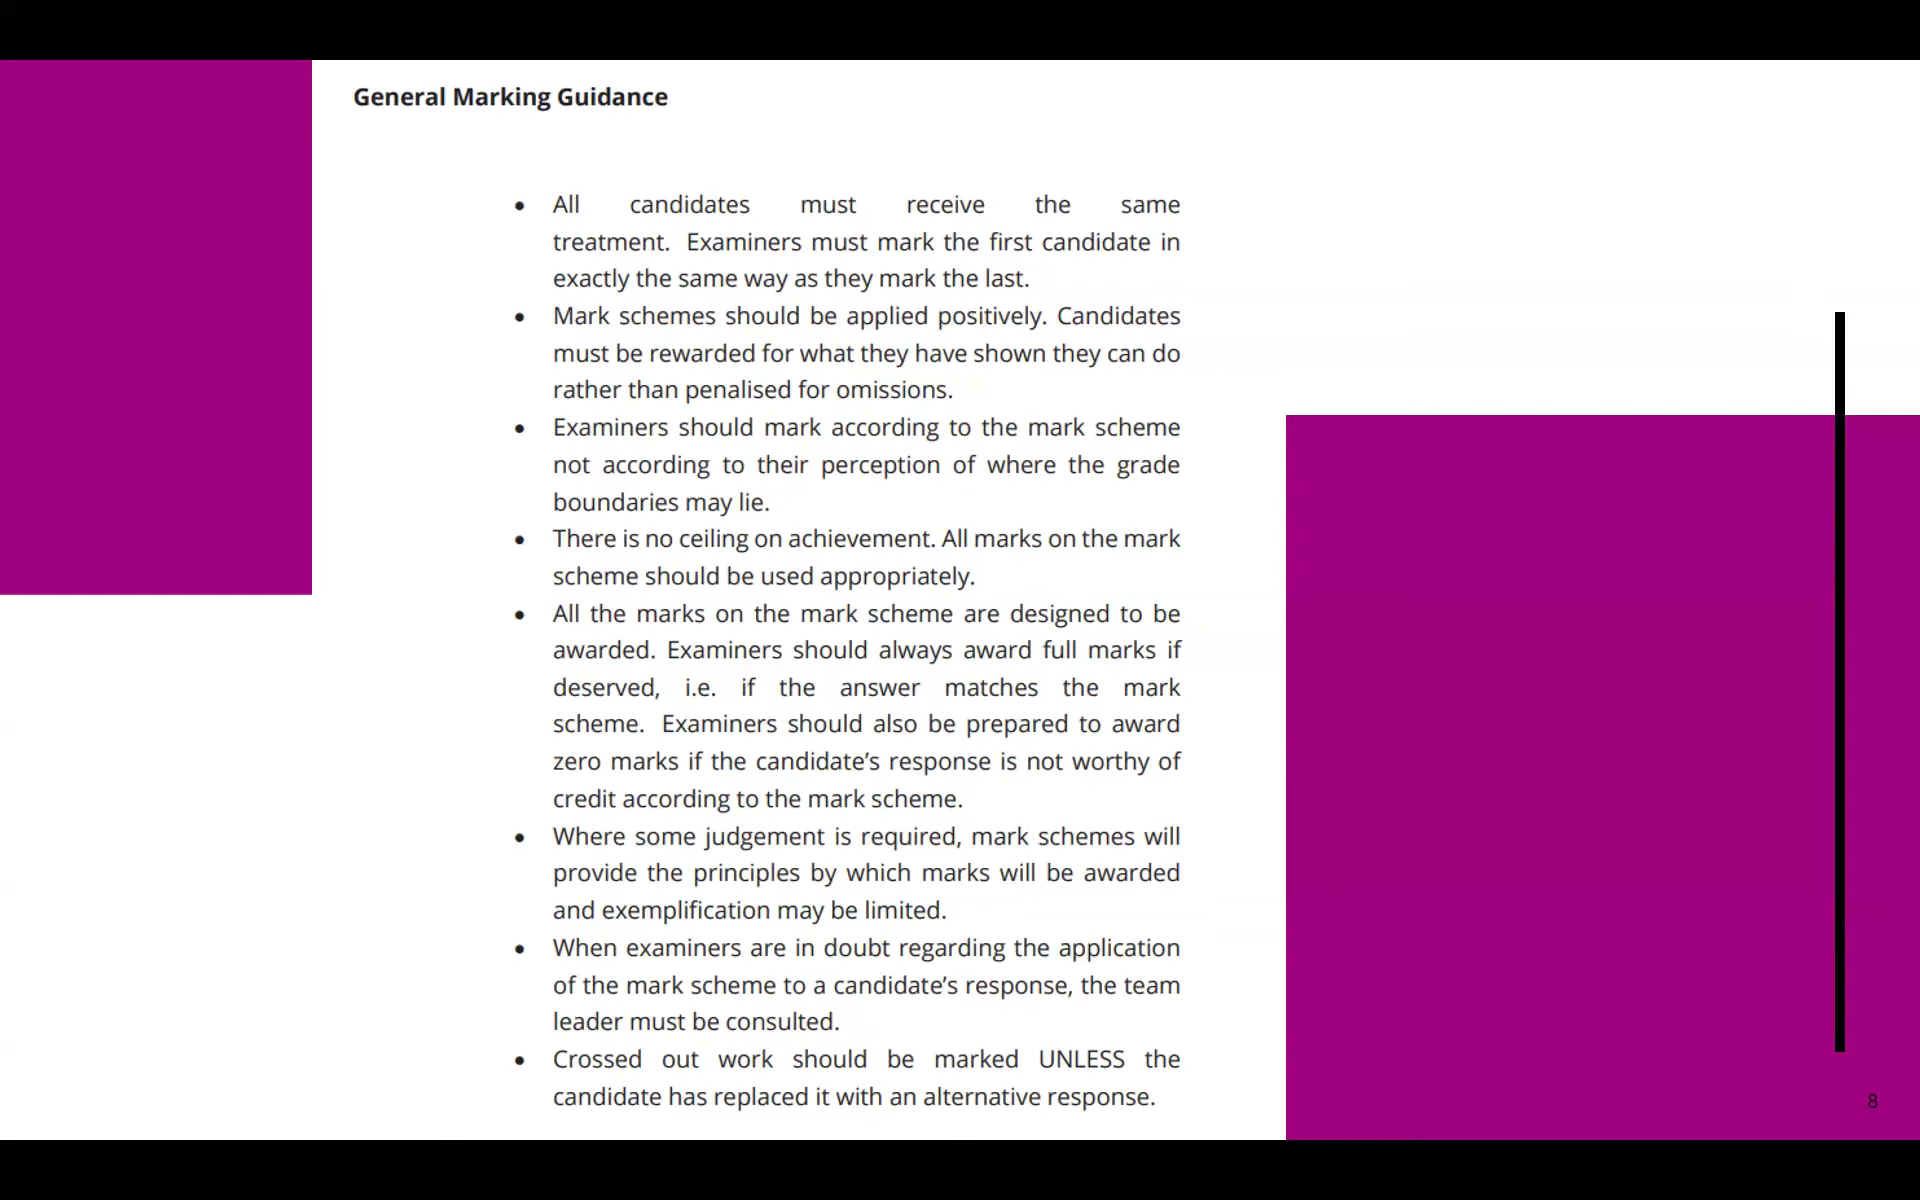 General Marking Guidance
• All candidates must receive the same
treatment. Examiners must mark the first candidate in
exactly the same way as they mark the last.
• Mark schemes should be applied positively. Candidates
must be rewarded for what they have shown they can do
rather than penalised for omissions.
• Examiners should mark according to the mark scheme
not according to their perception of where the grade
boundaries may lie.
• There is no ceiling on achievement. All marks on the mark
scheme should be used appropriately.
• All the marks on the mark scheme are designed to be
awarded. Examiners should always award full marks if
deserved, i.e. if the answer matches the mark
scheme. Examiners should also be prepared to award
zero marks if the candidate’s response is not worthy of
credit according to the mark scheme.
• Where some judgement is required, mark schemes will
provide the principles by which marks will be awarded
and exemplification may be limited.
• When examiners are in doubt regarding the application
of the mark scheme to a candidate’s response, the team
leader must be consulted.
• Crossed out work should be marked UNLESS the
candidate has replaced it with an alternative response.
8